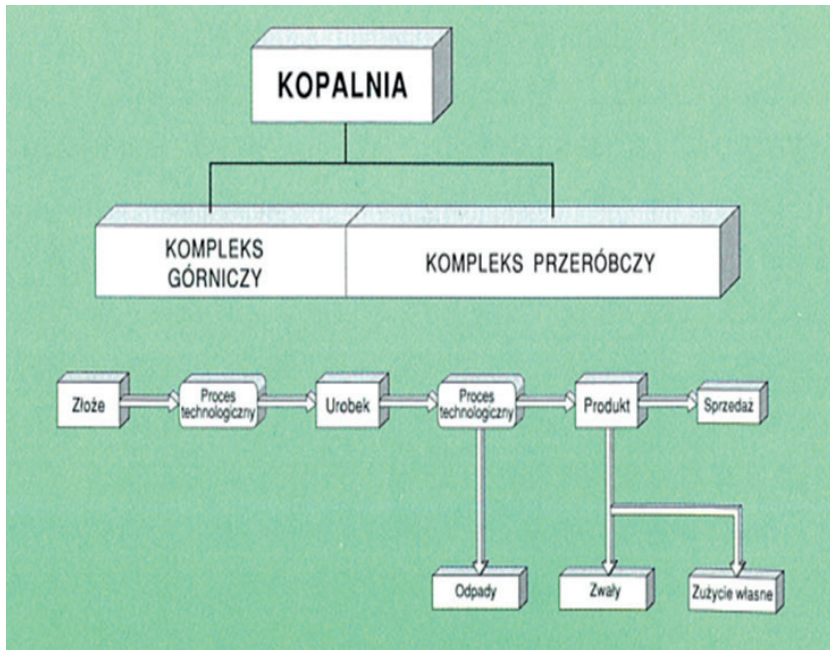 KOPALNIA
KOMPLEKS
GÓRNICZY
KOMPLEKS PRZERÓBCZY
Złoże
Proces
technologiczny
Urobek
Proces
technologiczny
Produkt
Sprzedaż
Odpady
Zwały
Zużycie własne